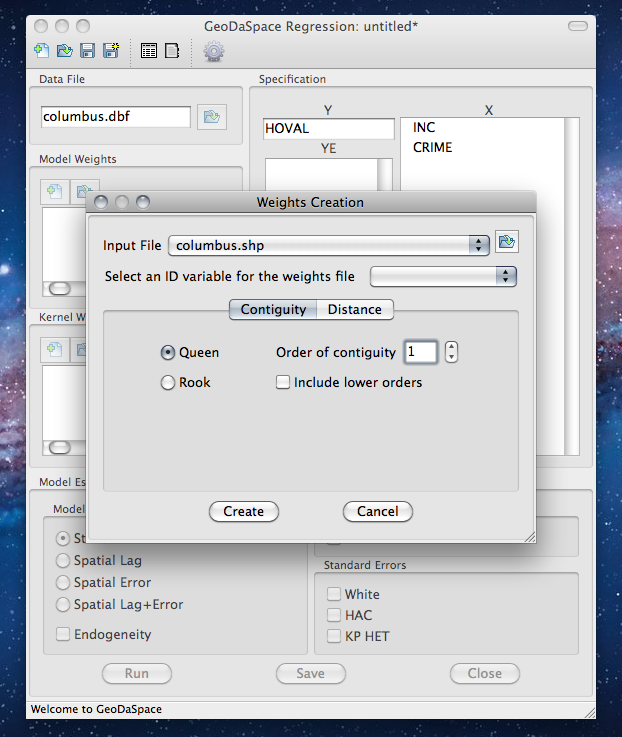 GeoDaSpace Regression: untitled*
Data File
columbus.dbf
Specification
Y
X
HOVAL
INC
CRIME
YE
Model Weights
Weights Creation
Input File columbus.shp
Select an ID variable for the weights file
Contiguity Distance
Queen Order of contiguity 1
Rook Include lower orders
Create Cancel
Kernel W
Model Es
Model
St
Spatial Lag
Spatial Error
Spatial Lag+Error
Endogeneity
Standard Errors
White
HAC
KP HET
Run Save Close
Welcome to GeoDaSpace